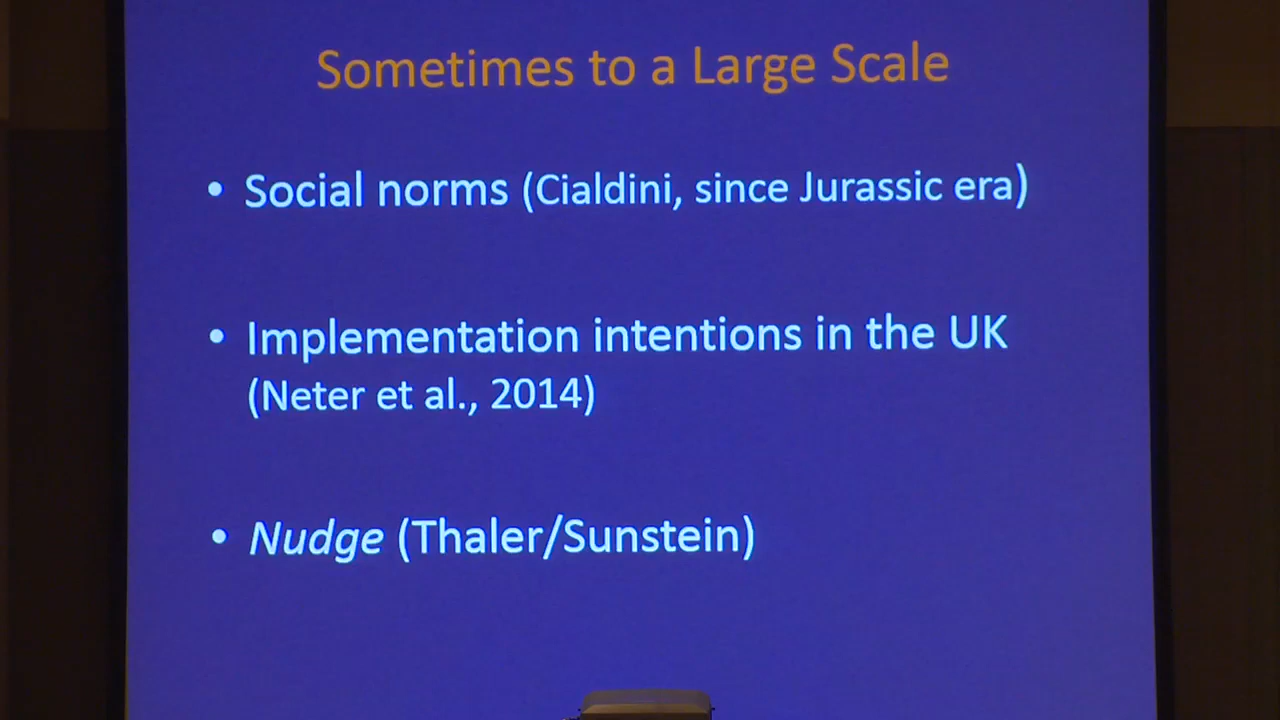 Sometimes to a Large Scale
• Social norms (Cialdini, since Jurassic era)
• Implementation intentions in the UK
(Neter et al., 2014)
• Nudge (Thaler/Sunstein)